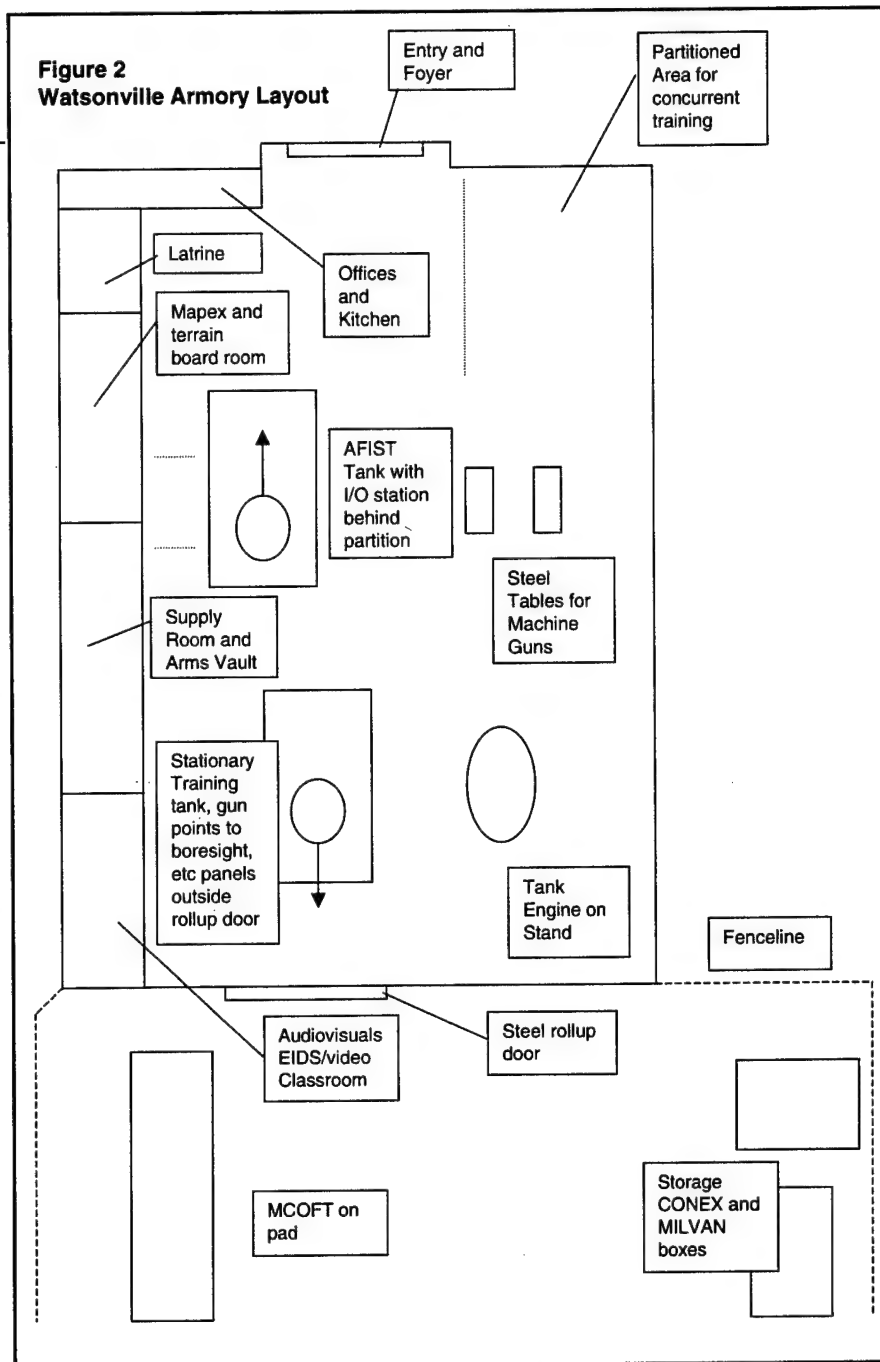 Figure 2
Watsonville Armory Layout
Entry and
Foyer
Partitioned
Area for
concurrent
training
Latrine
Offices
and
Kitchen
Mapex and
terrain
board room
AFIST
Tank with
I/O station
behind
partition
Steel
Tables for
Machine
Guns
Supply
Room and
Arms Vault
Stationary
Training
tank, gun
points to
boresight,
etc panels
outside
rollup door
Tank
Engine on
Stand
Fenceline
Audiovisuals
EIDS/video
Classroom
Steel rollup
door
MCOFT on
pad
Storage
CONEX and
MILVAN
boxes